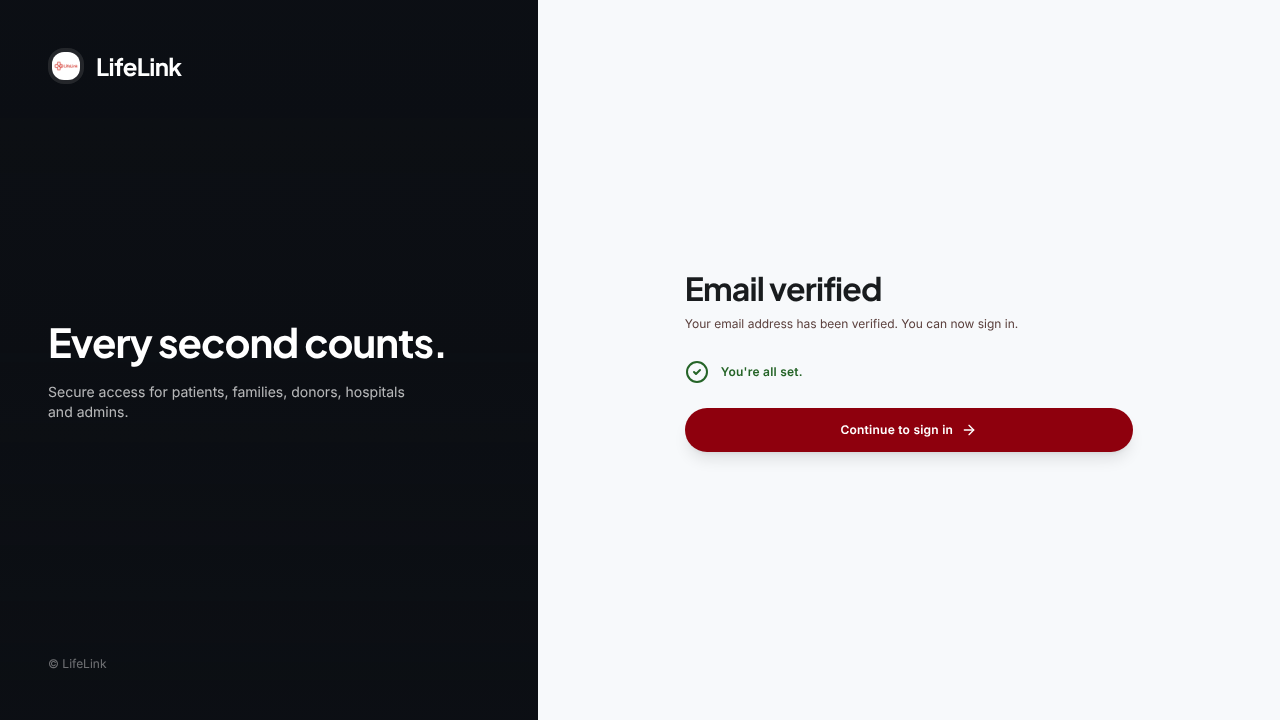 LifeLink
Every second counts.
Secure access for patients, families, donors, hospitals
and admins.
© LifeLink
Email verified
Your email address has been verified. You can now sign in.
You're all set.
Continue to sign in